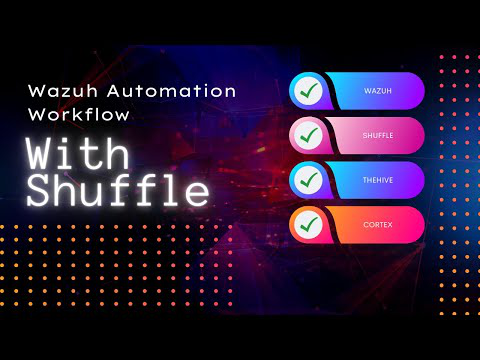 Wazuh Automation
Workflow
With
Shuffle
WAZUH
SHUFFLE
THEHIVE
CORTEX